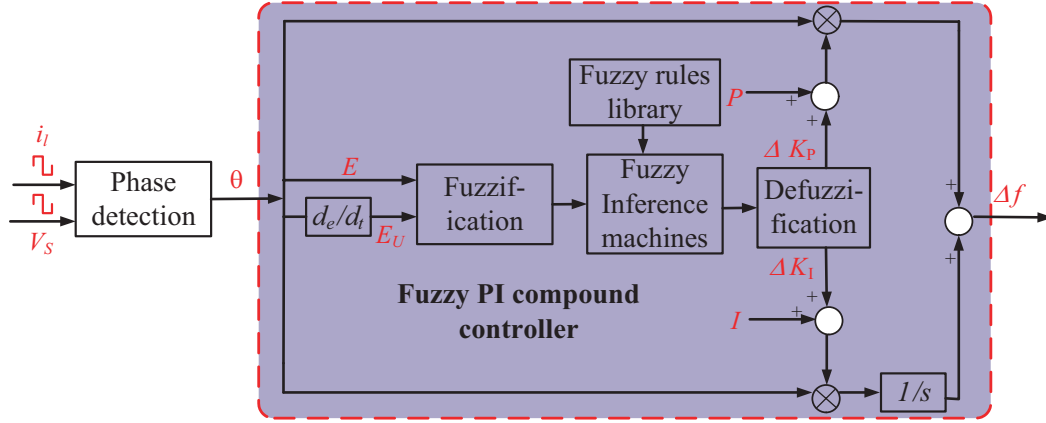 Fuzzy rules
library
P
+
+
i_l
V_S
Phase
detection
θ
E
d_e/d_t
E_U
Fuzzif-
ication
Fuzzy
Inference
machines
Δ K_P
Defuzzi-
fication
Δ K_I
+
+
I
Fuzzy PI compound
controller
1/s
+
+
Δf